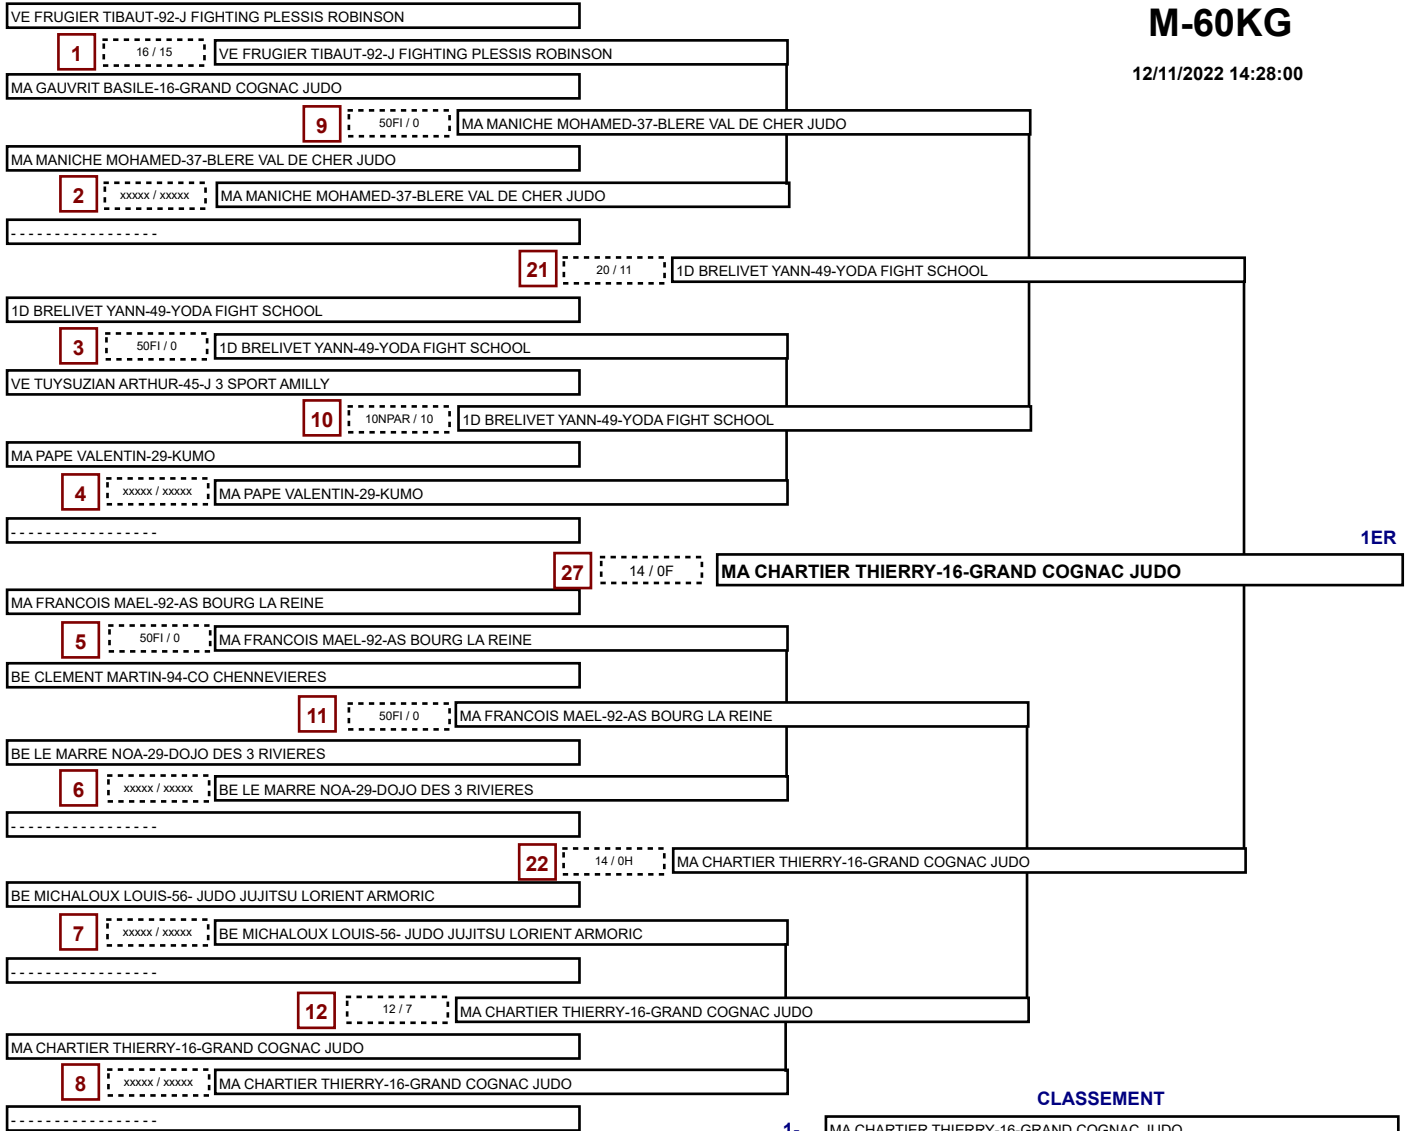 VE FRUGIER TIBAUT-92-J FIGHTING PLESSIS ROBINSON
M-60KG
1
16 / 15
VE FRUGIER TIBAUT-92-J FIGHTING PLESSIS ROBINSON
12/11/2022 14:28:00
MA GAUVRIT BASILE-16-GRAND COGNAC JUDO
9
50FI / 0
MA MANICHE MOHAMED-37-BLERE VAL DE CHER JUDO
MA MANICHE MOHAMED-37-BLERE VAL DE CHER JUDO
2
xxxxx / xxxxx
MA MANICHE MOHAMED-37-BLERE VAL DE CHER JUDO
- - - - - - - - - - - - - - - - -
21
20 / 11
1D BRELIVET YANN-49-YODA FIGHT SCHOOL
1D BRELIVET YANN-49-YODA FIGHT SCHOOL
3
50FI / 0
1D BRELIVET YANN-49-YODA FIGHT SCHOOL
VE TUYSUZIAN ARTHUR-45-J 3 SPORT AMILLY
10
10NPAR / 10
1D BRELIVET YANN-49-YODA FIGHT SCHOOL
MA PAPE VALENTIN-29-KUMO
4
xxxxx / xxxxx
MA PAPE VALENTIN-29-KUMO
- - - - - - - - - - - - - - - - -
1ER
27
14 / 0F
MA CHARTIER THIERRY-16-GRAND COGNAC JUDO
MA FRANCOIS MAEL-92-AS BOURG LA REINE
5
50FI / 0
MA FRANCOIS MAEL-92-AS BOURG LA REINE
BE CLEMENT MARTIN-94-CO CHENNEVIERES
11
50FI / 0
MA FRANCOIS MAEL-92-AS BOURG LA REINE
BE LE MARRE NOA-29-DOJO DES 3 RIVIERES
6
xxxxx / xxxxx
BE LE MARRE NOA-29-DOJO DES 3 RIVIERES
- - - - - - - - - - - - - - - - -
22
14 / 0H
MA CHARTIER THIERRY-16-GRAND COGNAC JUDO
BE MICHALOUX LOUIS-56- JUDO JUJITSU LORIENT ARMORIC
7
xxxxx / xxxxx
BE MICHALOUX LOUIS-56- JUDO JUJITSU LORIENT ARMORIC
- - - - - - - - - - - - - - - - -
12
12 / 7
MA CHARTIER THIERRY-16-GRAND COGNAC JUDO
MA CHARTIER THIERRY-16-GRAND COGNAC JUDO
8
xxxxx / xxxxx
MA CHARTIER THIERRY-16-GRAND COGNAC JUDO
CLASSEMENT
- - - - - - - - - - - - - - - - -
1-
MA CHARTIER THIERRY-16-GRAND COGNAC JUDO